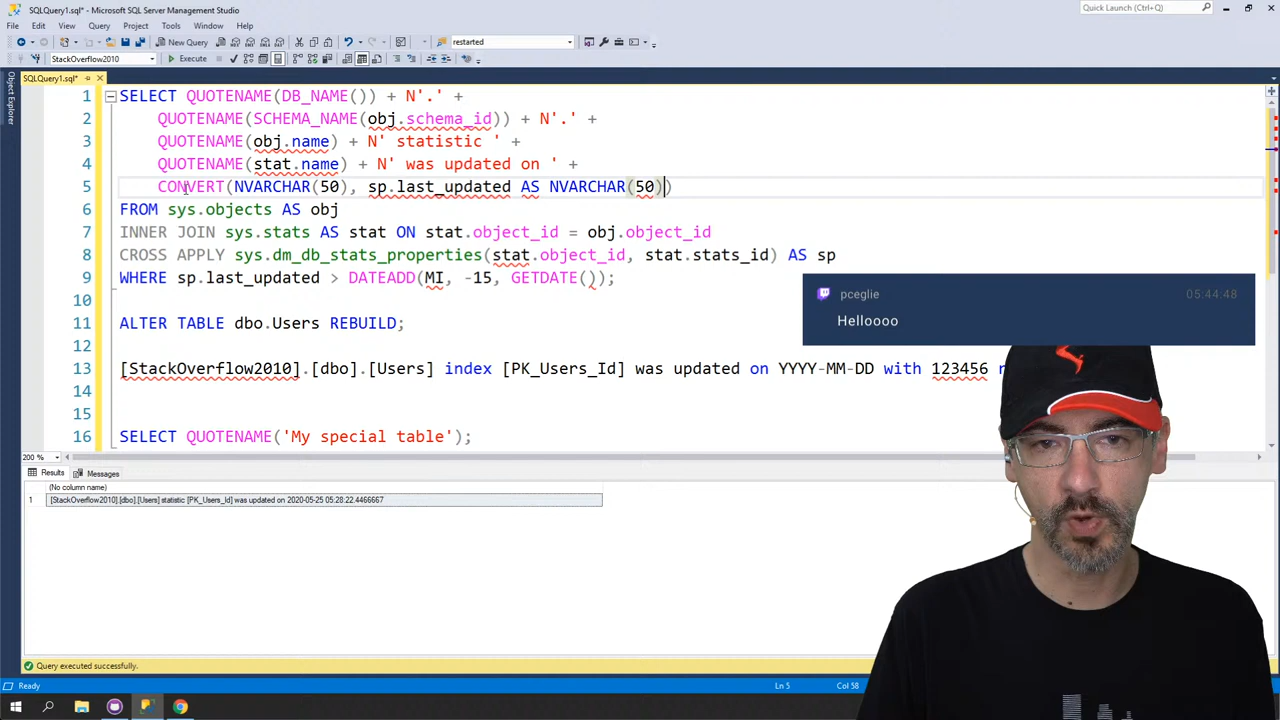 SQLQuery1.sql* - Microsoft SQL Server Management Studio
Quick Launch (Ctrl+Q)
File Edit View Query Project Tools Window Help
New Query
restarted
StackOverflow2010
Execute
SQLQuery1.sql*
Object Explorer
1 SELECT QUOTENAME(DB_NAME()) + N'.' +
2 QUOTENAME(SCHEMA_NAME(obj.schema_id)) + N'.' +
3 QUOTENAME(obj.name) + N' statistic ' +
4 QUOTENAME(stat.name) + N' was updated on ' +
5 CONVERT(NVARCHAR(50), sp.last_updated AS NVARCHAR(50))
6 FROM sys.objects AS obj
7 INNER JOIN sys.stats AS stat ON stat.object_id = obj.object_id
8 CROSS APPLY sys.dm_db_stats_properties(stat.object_id, stat.stats_id) AS sp
9 WHERE sp.last_updated > DATEADD(MI, -15, GETDATE());
10
pceglie 05:44:48
Helloooo
11 ALTER TABLE dbo.Users REBUILD;
12
13 [StackOverflow2010].[dbo].[Users] index [PK_Users_Id] was updated on YYYY-MM-DD with 123456
14
15
16 SELECT QUOTENAME('My special table');
200 %
Results Messages
(No column name)
1 [StackOverflow2010].[dbo].[Users] statistic [PK_Users_Id] was updated on 2020-05-25 05:28:22.4466667
Query executed successfully.
Ready Ln 5 Col 58